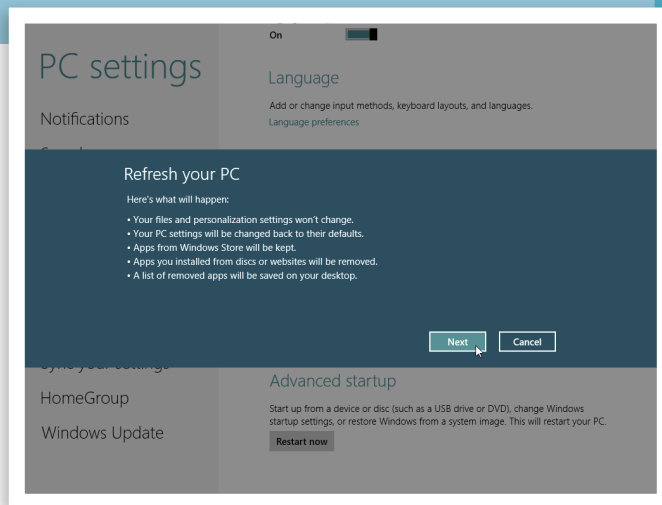 On
PC settings
Language
Add or change input methods, keyboard layouts, and languages.
Language preferences
Notifications
Refresh your PC
Here's what will happen:
• Your files and personalization settings won't change.
• Your PC settings will be changed back to their defaults.
• Apps from Windows Store will be kept.
• Apps you installed from discs or websites will be removed.
• A list of removed apps will be saved on your desktop.
Next
Cancel
Sync your settings
HomeGroup
Windows Update
Advanced startup
Start up from a device or disc (such as a USB drive or DVD), change Windows
startup settings, or restore Windows from a system image. This will restart your PC.
Restart now